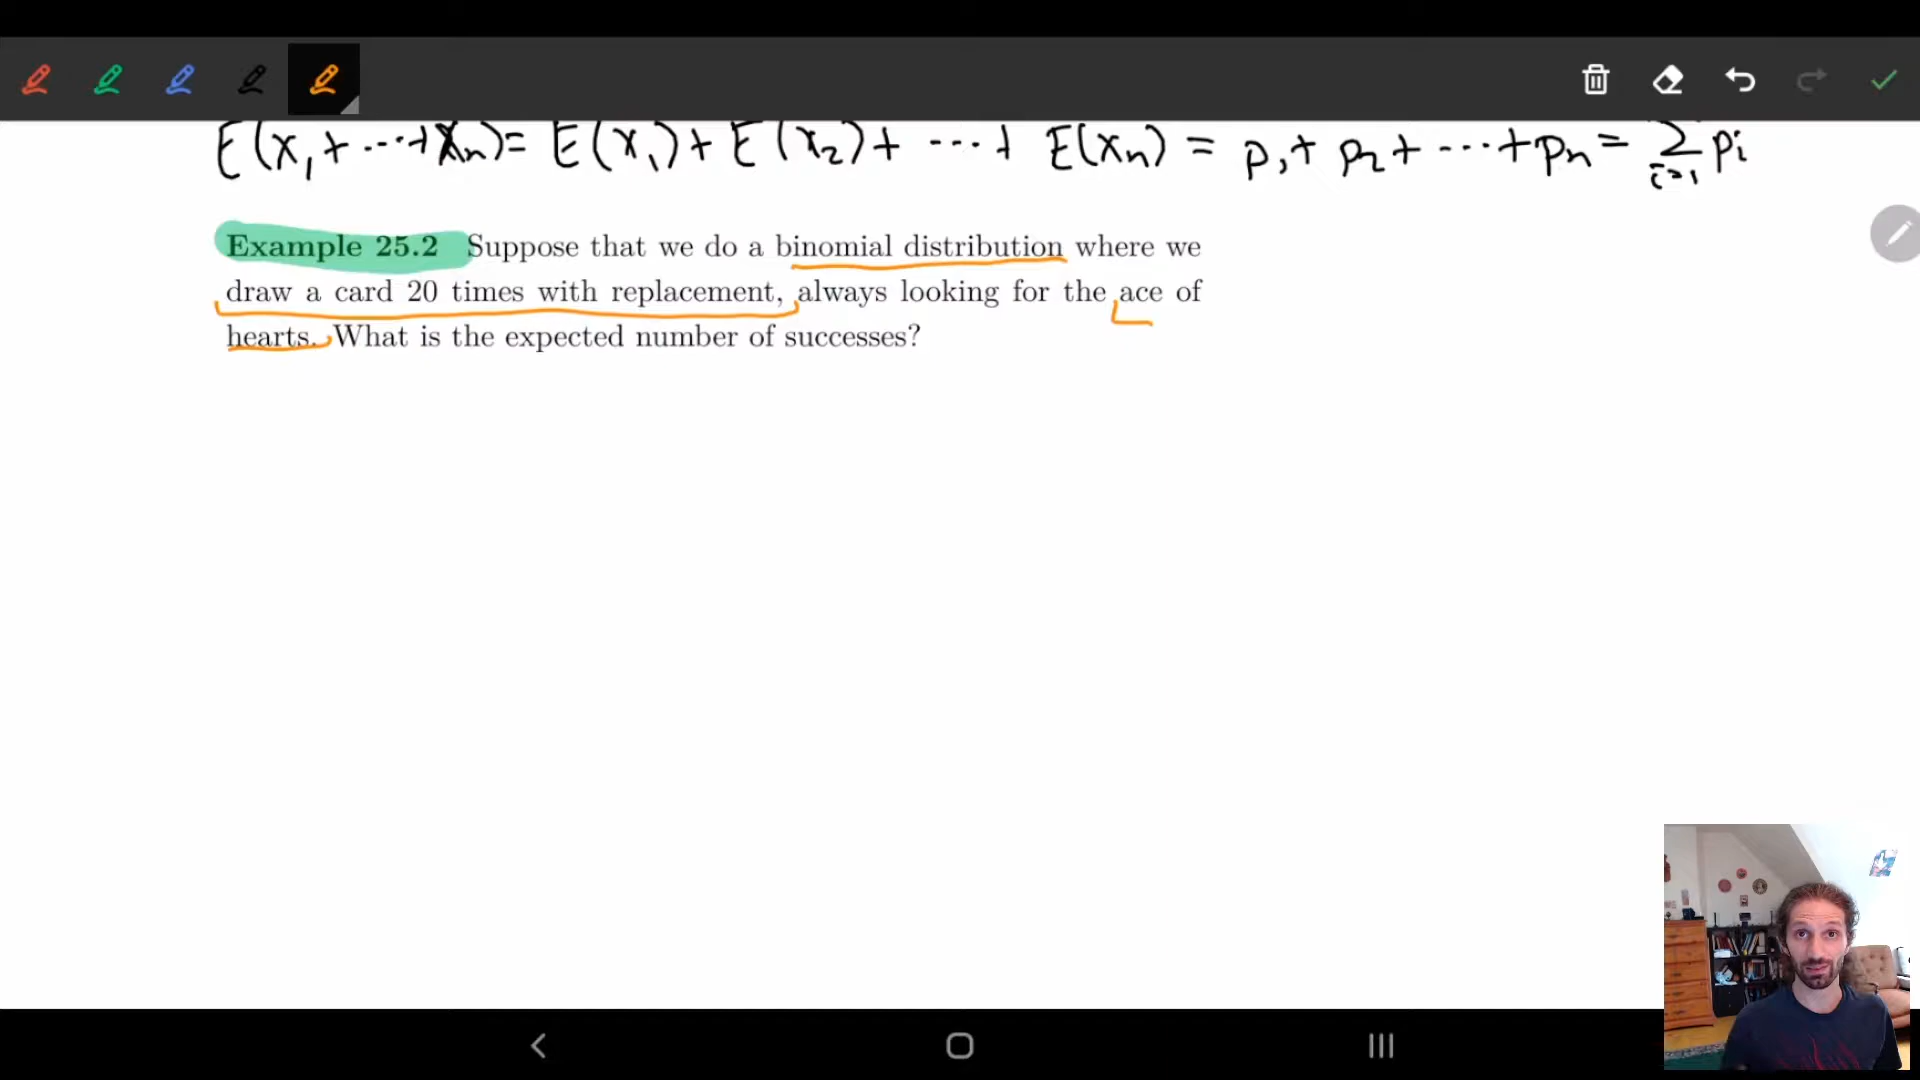 E(X₁+⋯+Xₙ)= E(X₁)+ E(X₂)+ ⋯ + E(Xₙ) = p₁+ p₂+ ⋯+pₙ= Σᵢ₌₁ pᵢ
Example 25.2 Suppose that we do a binomial distribution where we
draw a card 20 times with replacement, always looking for the ace of
hearts. What is the expected number of successes?